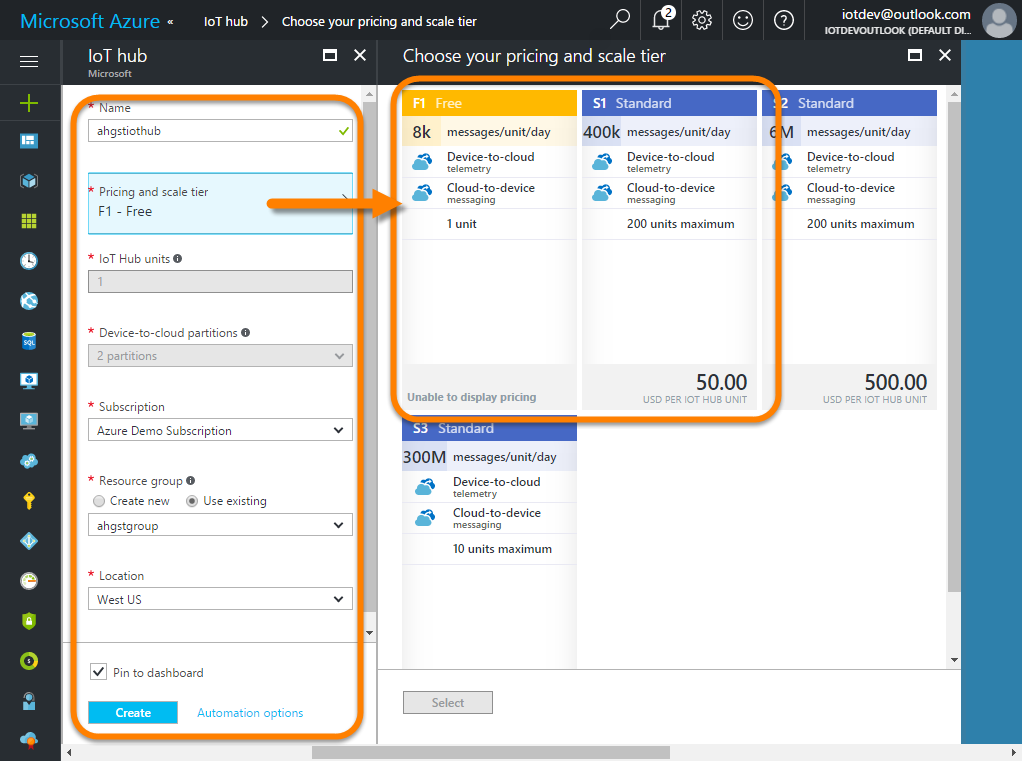 Microsoft Azure « IoT hub > Choose your pricing and scale tier
2
iotdev@outlook.com
IOTDEVOUTLOOK (DEFAULT DI...
IoT hub
Microsoft
* Name
ahgstiothub
* Pricing and scale tier
F1 - Free
* IoT Hub units
1
* Device-to-cloud partitions
2 partitions
* Subscription
Azure Demo Subscription
* Resource group
Create new Use existing
ahgstgroup
* Location
West US
Pin to dashboard
Create Automation options
SQL
Choose your pricing and scale tier
F1 Free
8k messages/unit/day
Device-to-cloud
telemetry
Cloud-to-device
messaging
1 unit
Unable to display pricing
S1 Standard
400k messages/unit/day
Device-to-cloud
telemetry
Cloud-to-device
messaging
200 units maximum
50.00
USD PER IOT HUB UNIT
S2 Standard
6M messages/unit/day
Device-to-cloud
telemetry
Cloud-to-device
messaging
200 units maximum
500.00
USD PER IOT HUB UNIT
S3 Standard
300M messages/unit/day
Device-to-cloud
telemetry
Cloud-to-device
messaging
10 units maximum
Select